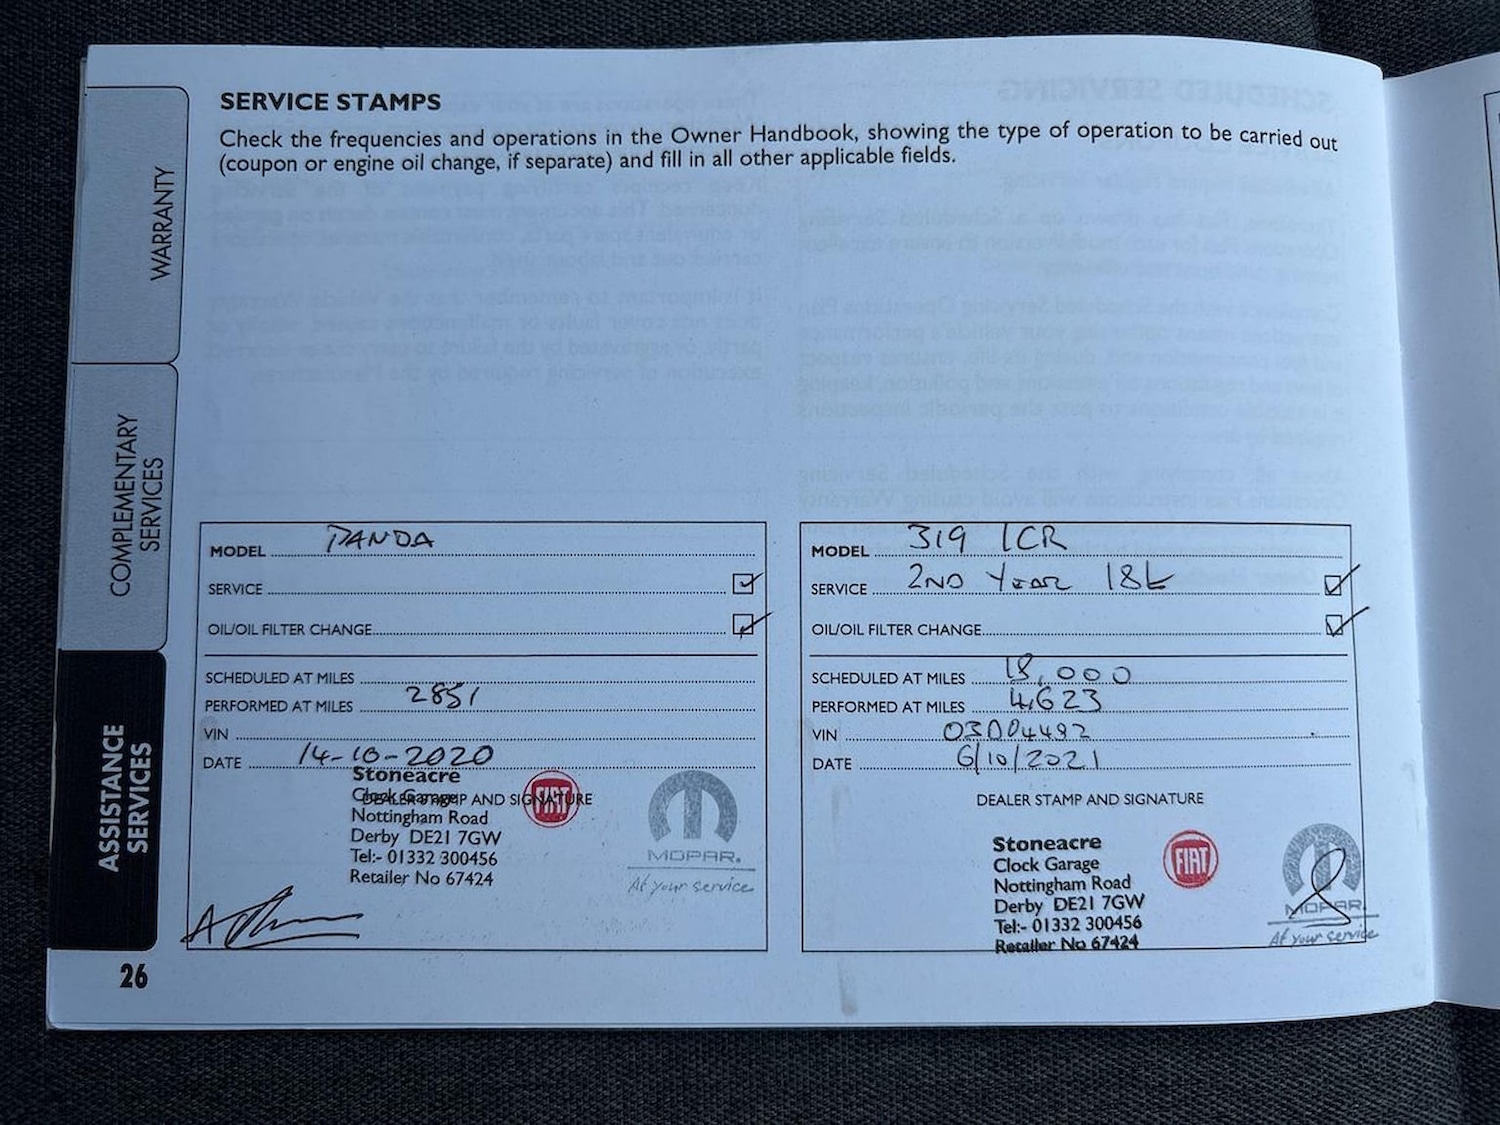 SERVICE STAMPS
Check the frequencies and operations in the Owner Handbook, showing the type of operation to be carried out
(coupon or engine oil change, if separate) and fill in all other applicable fields.
WARRANTY
COMPLEMENTARY
SERVICES
ASSISTANCE
SERVICES
MODEL PANDA
SERVICE
OIL/OIL FILTER CHANGE
SCHEDULED AT MILES
PERFORMED AT MILES 2851
VIN
DATE 14-10-2020
DEALER STAMP AND SIGNATURE
Stoneacre
Clock Garage
Nottingham Road
Derby DE21 7GW
Tel:- 01332 300456
Retailer No 67424
FIAT
MOPAR.
At your service
MODEL 319 1CR
SERVICE 2ND Year 18k
OIL/OIL FILTER CHANGE
SCHEDULED AT MILES 18,000
PERFORMED AT MILES 4,623
VIN 03D04492
DATE 6/10/2021
DEALER STAMP AND SIGNATURE
Stoneacre
Clock Garage
Nottingham Road
Derby DE21 7GW
Tel:- 01332 300456
Retailer No 67424
FIAT
MOPAR.
At your service
26